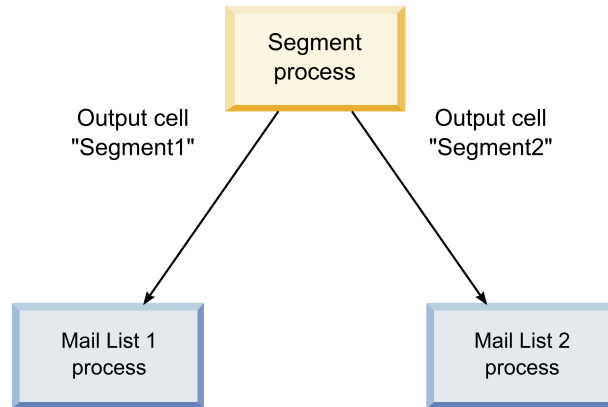 Segment
process
Output cell
"Segment1"
Output cell
"Segment2"
Mail List 1
process
Mail List 2
process